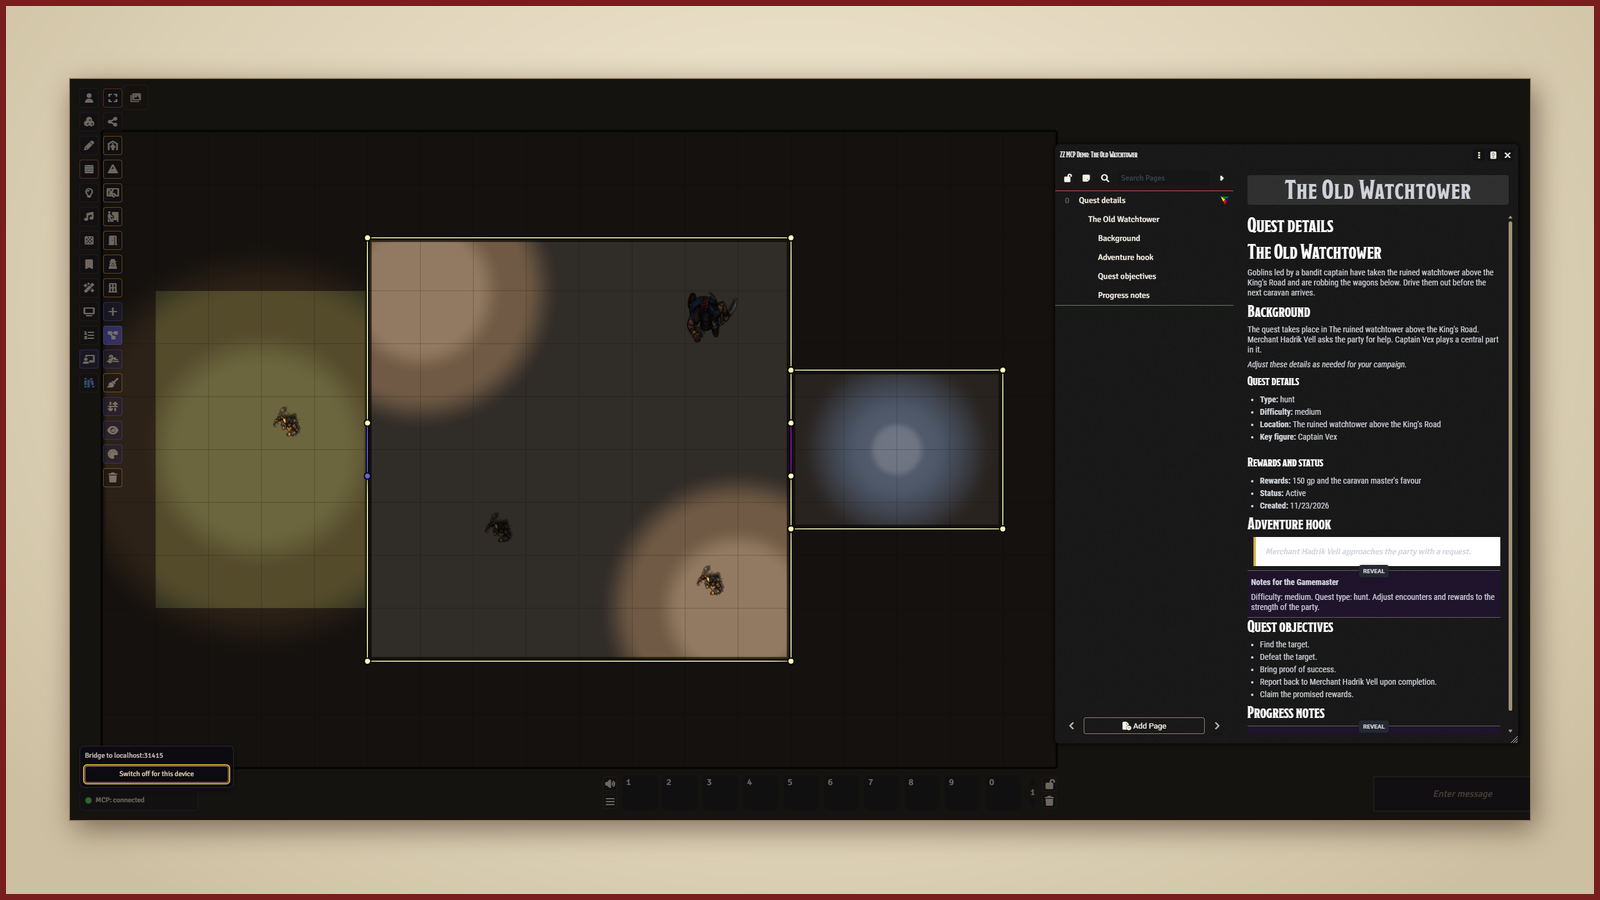 ZZ MCP Demo: The Old Watchtower
Search Pages
0 Quest details
The Old Watchtower
Background
Adventure hook
Quest objectives
Progress notes
Add Page
The Old Watchtower
Quest details
The Old Watchtower
Goblins led by a bandit captain have taken the ruined watchtower above the
King's Road and are robbing the wagons below. Drive them out before the
next caravan arrives.
Background
The quest takes place in The ruined watchtower above the King's Road.
Merchant Hadrik Vell asks the party for help. Captain Vex plays a central part
in it.
Adjust these details as needed for your campaign.
Quest details
• Type: hunt
• Difficulty: medium
• Location: The ruined watchtower above the King's Road
• Key figure: Captain Vex
Rewards and status
• Rewards: 150 gp and the caravan master's favour
• Status: Active
• Created: 11/23/2026
Adventure hook
Merchant Hadrik Vell approaches the party with a request.
REVEAL
Notes for the Gamemaster
Difficulty: medium. Quest type: hunt. Adjust encounters and rewards to the
strength of the party.
Quest objectives
• Find the target.
• Defeat the target.
• Bring proof of success.
• Report back to Merchant Hadrik Vell upon completion.
• Claim the promised rewards.
Progress notes
REVEAL
Bridge to localhost:31415
Switch off for this device
MCP: connected
1 2 3 4 5 6 7 8 9 0
1
Enter message